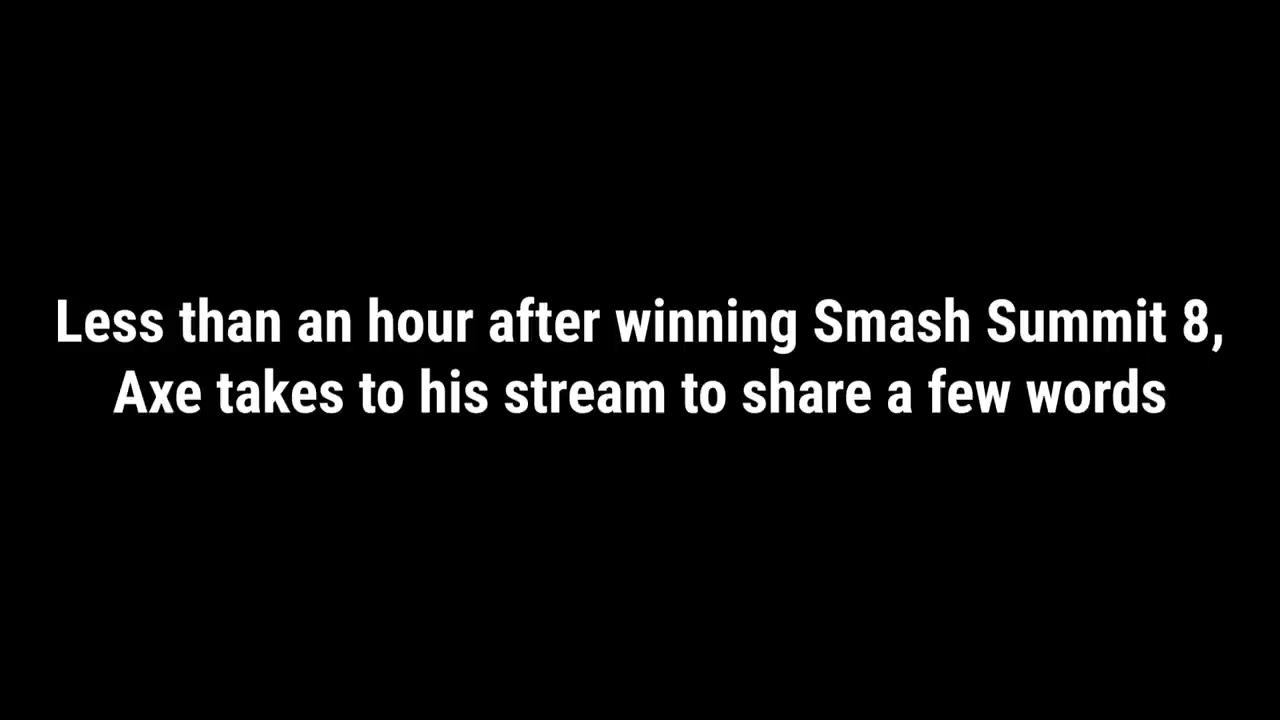 Less than an hour after winning Smash Summit 8,
Axe takes to his stream to share a few words